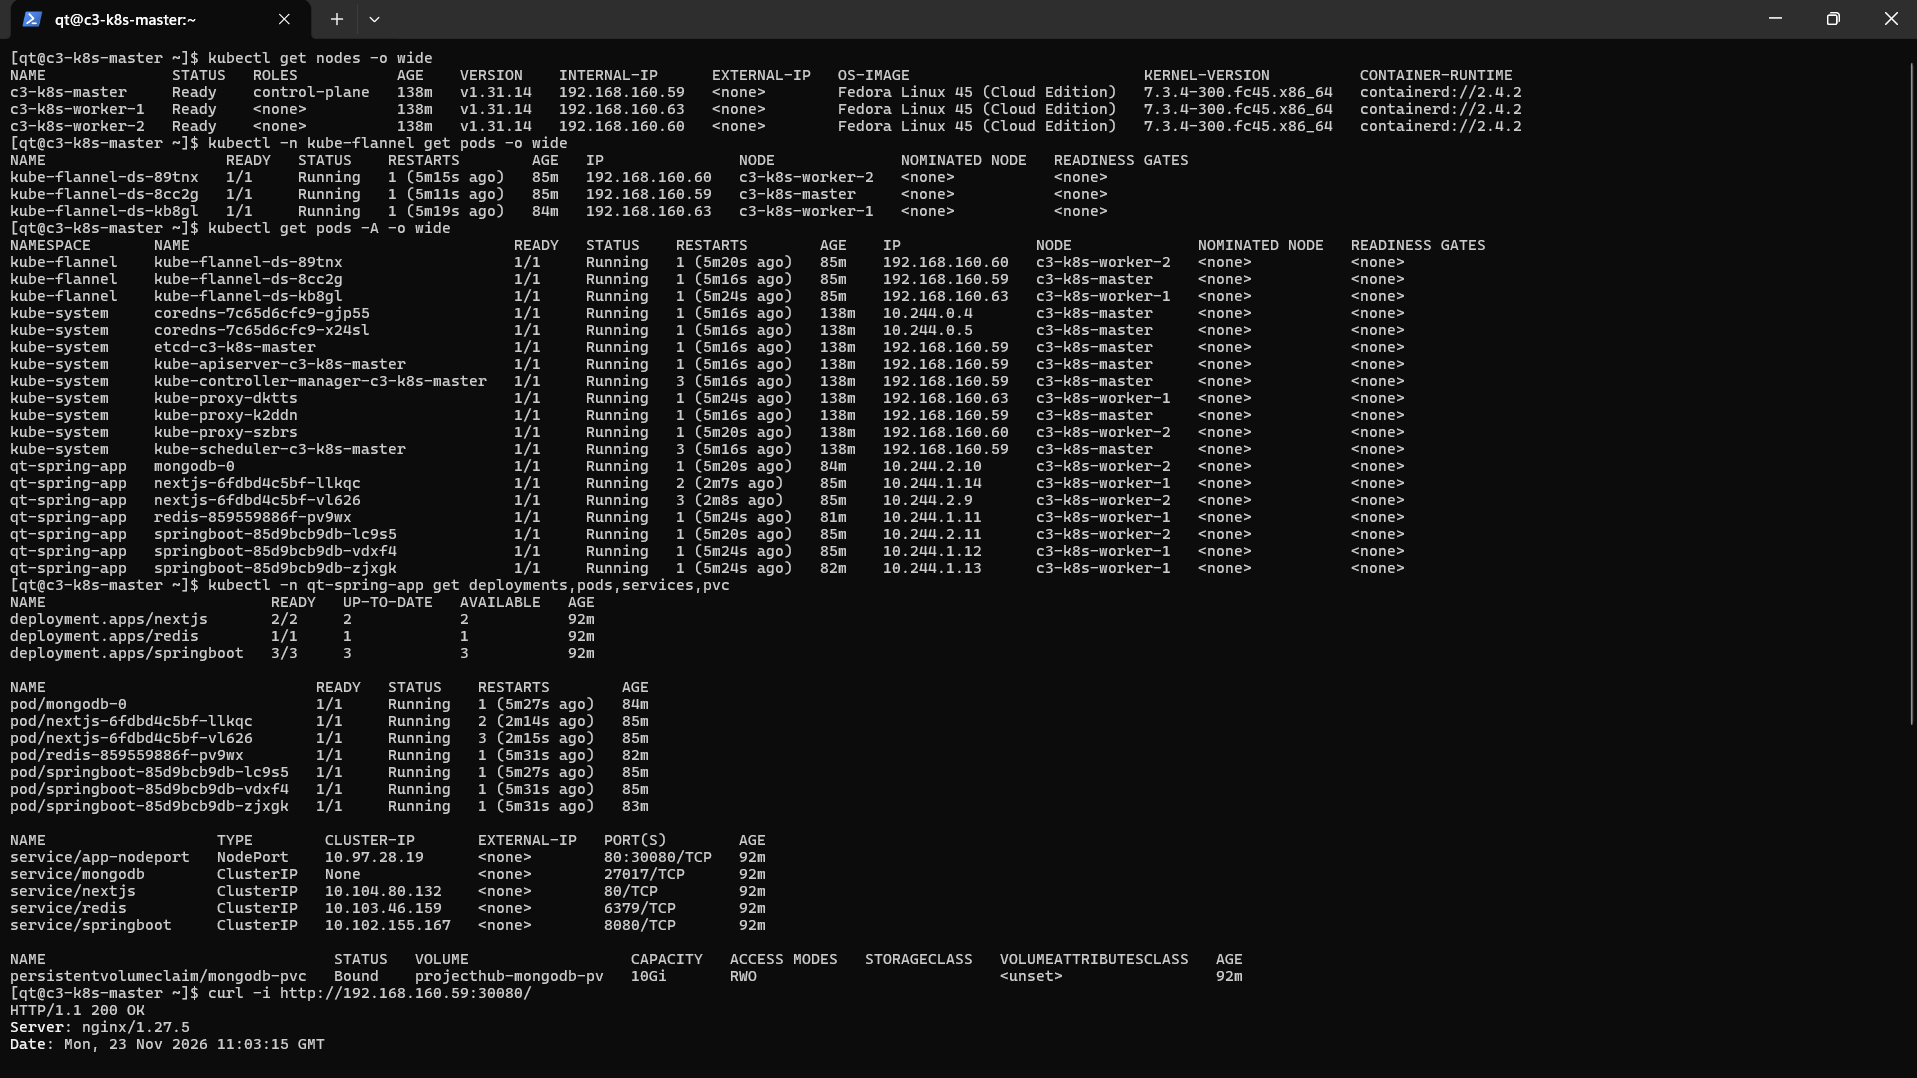 qt@c3-k8s-master:~
[qt@c3-k8s-master ~]$ kubectl get nodes -o wide
NAME              STATUS   ROLES           AGE    VERSION    INTERNAL-IP      EXTERNAL-IP   OS-IMAGE                          KERNEL-VERSION          CONTAINER-RUNTIME
c3-k8s-master     Ready    control-plane   138m   v1.31.14   192.168.160.59   <none>        Fedora Linux 45 (Cloud Edition)   7.3.4-300.fc45.x86_64   containerd://2.4.2
c3-k8s-worker-1   Ready    <none>          138m   v1.31.14   192.168.160.63   <none>        Fedora Linux 45 (Cloud Edition)   7.3.4-300.fc45.x86_64   containerd://2.4.2
c3-k8s-worker-2   Ready    <none>          138m   v1.31.14   192.168.160.60   <none>        Fedora Linux 45 (Cloud Edition)   7.3.4-300.fc45.x86_64   containerd://2.4.2
[qt@c3-k8s-master ~]$ kubectl -n kube-flannel get pods -o wide
NAME                    READY   STATUS    RESTARTS        AGE   IP               NODE              NOMINATED NODE   READINESS GATES
kube-flannel-ds-89tnx   1/1     Running   1 (5m15s ago)   85m   192.168.160.60   c3-k8s-worker-2   <none>           <none>
kube-flannel-ds-8cc2g   1/1     Running   1 (5m11s ago)   85m   192.168.160.59   c3-k8s-master     <none>           <none>
kube-flannel-ds-kb8gl   1/1     Running   1 (5m19s ago)   84m   192.168.160.63   c3-k8s-worker-1   <none>           <none>
[qt@c3-k8s-master ~]$ kubectl get pods -A -o wide
NAMESPACE       NAME                                    READY   STATUS    RESTARTS        AGE    IP               NODE              NOMINATED NODE   READINESS GATES
kube-flannel    kube-flannel-ds-89tnx                   1/1     Running   1 (5m20s ago)   85m    192.168.160.60   c3-k8s-worker-2   <none>           <none>
kube-flannel    kube-flannel-ds-8cc2g                   1/1     Running   1 (5m16s ago)   85m    192.168.160.59   c3-k8s-master     <none>           <none>
kube-flannel    kube-flannel-ds-kb8gl                   1/1     Running   1 (5m24s ago)   85m    192.168.160.63   c3-k8s-worker-1   <none>           <none>
kube-system     coredns-7c65d6cfc9-gjp55                1/1     Running   1 (5m16s ago)   138m   10.244.0.4       c3-k8s-master     <none>           <none>
kube-system     coredns-7c65d6cfc9-x24sl                1/1     Running   1 (5m16s ago)   138m   10.244.0.5       c3-k8s-master     <none>           <none>
kube-system     etcd-c3-k8s-master                      1/1     Running   1 (5m16s ago)   138m   192.168.160.59   c3-k8s-master     <none>           <none>
kube-system     kube-apiserver-c3-k8s-master            1/1     Running   1 (5m16s ago)   138m   192.168.160.59   c3-k8s-master     <none>           <none>
kube-system     kube-controller-manager-c3-k8s-master   1/1     Running   3 (5m16s ago)   138m   192.168.160.59   c3-k8s-master     <none>           <none>
kube-system     kube-proxy-dktts                        1/1     Running   1 (5m24s ago)   138m   192.168.160.63   c3-k8s-worker-1   <none>           <none>
kube-system     kube-proxy-k2ddn                        1/1     Running   1 (5m16s ago)   138m   192.168.160.59   c3-k8s-master     <none>           <none>
kube-system     kube-proxy-szbrs                        1/1     Running   1 (5m20s ago)   138m   192.168.160.60   c3-k8s-worker-2   <none>           <none>
kube-system     kube-scheduler-c3-k8s-master            1/1     Running   3 (5m16s ago)   138m   192.168.160.59   c3-k8s-master     <none>           <none>
qt-spring-app   mongodb-0                               1/1     Running   1 (5m20s ago)   84m    10.244.2.10      c3-k8s-worker-2   <none>           <none>
qt-spring-app   nextjs-6fdbd4c5bf-llkqc                 1/1     Running   2 (2m7s ago)    85m    10.244.1.14      c3-k8s-worker-1   <none>           <none>
qt-spring-app   nextjs-6fdbd4c5bf-vl626                 1/1     Running   3 (2m8s ago)    85m    10.244.2.9       c3-k8s-worker-2   <none>           <none>
qt-spring-app   redis-859559886f-pv9wx                  1/1     Running   1 (5m24s ago)   81m    10.244.1.11      c3-k8s-worker-1   <none>           <none>
qt-spring-app   springboot-85d9bcb9db-lc9s5             1/1     Running   1 (5m20s ago)   85m    10.244.2.11      c3-k8s-worker-2   <none>           <none>
qt-spring-app   springboot-85d9bcb9db-vdxf4             1/1     Running   1 (5m24s ago)   85m    10.244.1.12      c3-k8s-worker-1   <none>           <none>
qt-spring-app   springboot-85d9bcb9db-zjxgk             1/1     Running   1 (5m24s ago)   82m    10.244.1.13      c3-k8s-worker-1   <none>           <none>
[qt@c3-k8s-master ~]$ kubectl -n qt-spring-app get deployments,pods,services,pvc
NAME                         READY   UP-TO-DATE   AVAILABLE   AGE
deployment.apps/nextjs       2/2     2            2           92m
deployment.apps/redis        1/1     1            1           92m
deployment.apps/springboot   3/3     3            3           92m
NAME                              READY   STATUS    RESTARTS        AGE
pod/mongodb-0                     1/1     Running   1 (5m27s ago)   84m
pod/nextjs-6fdbd4c5bf-llkqc       1/1     Running   2 (2m14s ago)   85m
pod/nextjs-6fdbd4c5bf-vl626       1/1     Running   3 (2m15s ago)   85m
pod/redis-859559886f-pv9wx        1/1     Running   1 (5m31s ago)   82m
pod/springboot-85d9bcb9db-lc9s5   1/1     Running   1 (5m27s ago)   85m
pod/springboot-85d9bcb9db-vdxf4   1/1     Running   1 (5m31s ago)   85m
pod/springboot-85d9bcb9db-zjxgk   1/1     Running   1 (5m31s ago)   83m
NAME                   TYPE        CLUSTER-IP       EXTERNAL-IP   PORT(S)        AGE
service/app-nodeport   NodePort    10.97.28.19      <none>        80:30080/TCP   92m
service/mongodb        ClusterIP   None             <none>        27017/TCP      92m
service/nextjs         ClusterIP   10.104.80.132    <none>        80/TCP         92m
service/redis          ClusterIP   10.103.46.159    <none>        6379/TCP       92m
service/springboot     ClusterIP   10.102.155.167   <none>        8080/TCP       92m
NAME                                STATUS   VOLUME                  CAPACITY   ACCESS MODES   STORAGECLASS   VOLUMEATTRIBUTESCLASS   AGE
persistentvolumeclaim/mongodb-pvc   Bound    projecthub-mongodb-pv   10Gi       RWO                           <unset>                 92m
[qt@c3-k8s-master ~]$ curl -i http://192.168.160.59:30080/
HTTP/1.1 200 OK
Server: nginx/1.27.5
Date: Mon, 23 Nov 2026 11:03:15 GMT